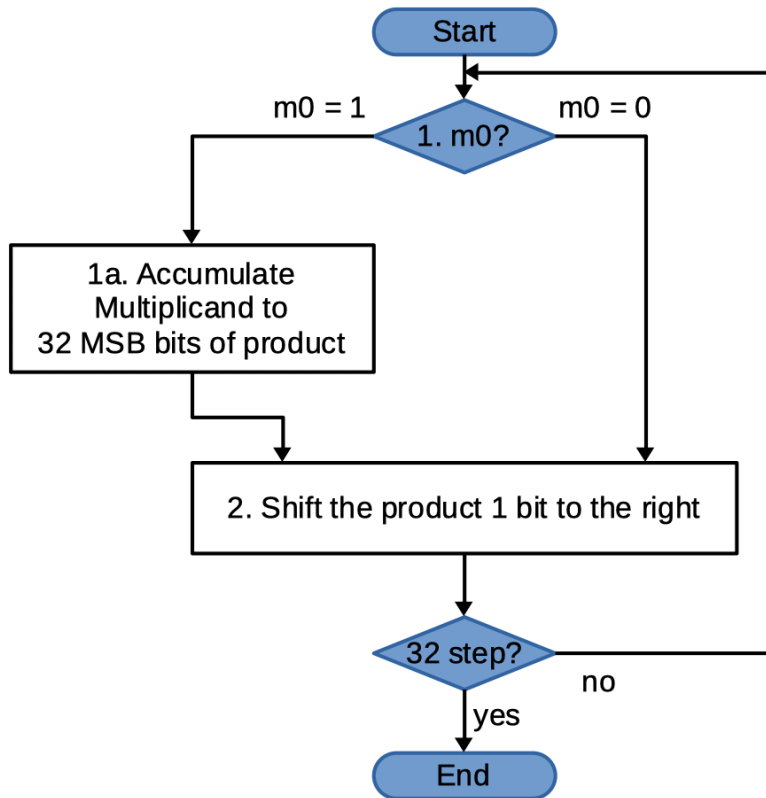 Start
m0 = 1
m0 = 0
1. m0?
1a. Accumulate
Multiplicand to
32 MSB bits of product
2. Shift the product 1 bit to the right
32 step?
no
yes
End